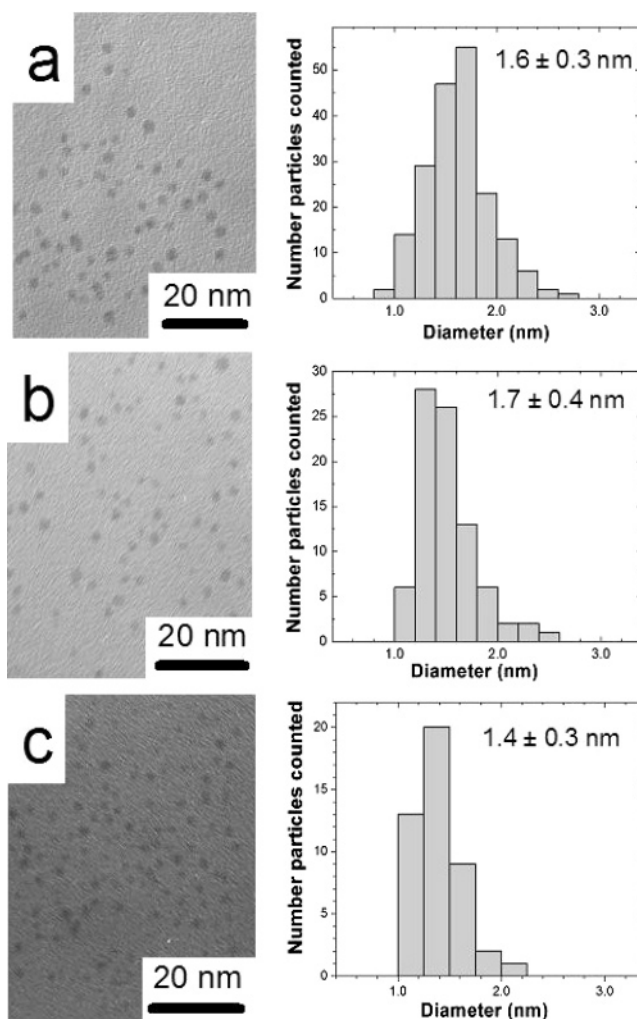 a
20 nm
1.6 ± 0.3 nm
Number particles counted
50
40
30
20
10
0
1.0 2.0 3.0
Diameter (nm)
b
20 nm
1.7 ± 0.4 nm
Number particles counted
30
25
20
15
10
5
0
1.0 2.0 3.0
Diameter (nm)
c
20 nm
1.4 ± 0.3 nm
Number particles counted
20
15
10
5
0
1.0 2.0 3.0
Diameter (nm)